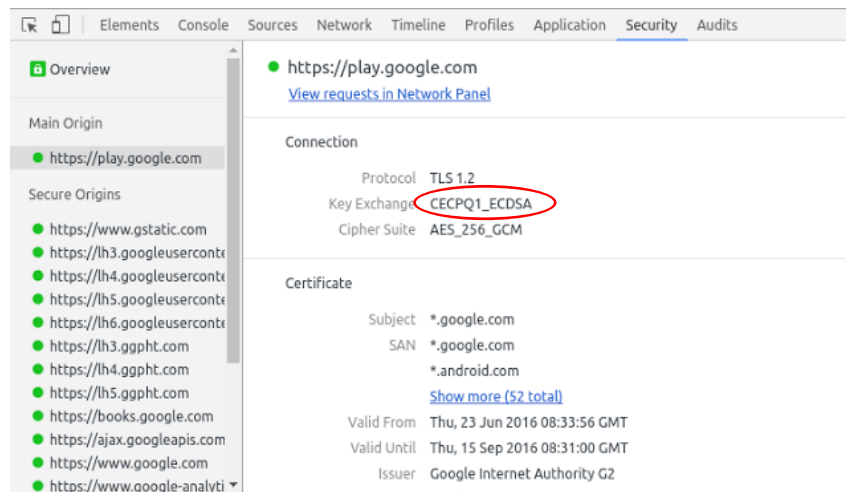 Elements Console Sources Network Timeline Profiles Application Security Audits
Overview
Main Origin
https://play.google.com
Secure Origins
https://www.gstatic.com
https://lh3.googleuserconte
https://lh4.googleuserconte
https://lh5.googleuserconte
https://lh6.googleuserconte
https://lh3.ggpht.com
https://lh4.ggpht.com
https://lh5.ggpht.com
https://books.google.com
https://ajax.googleapis.com
https://www.google.com
https://www.google-analyti
https://play.google.com
View requests in Network Panel
Connection
Protocol TLS 1.2
Key Exchange CECPQ1_ECDSA
Cipher Suite AES_256_GCM
Certificate
Subject *.google.com
SAN *.google.com
*.android.com
Show more (52 total)
Valid From Thu, 23 Jun 2016 08:33:56 GMT
Valid Until Thu, 15 Sep 2016 08:31:00 GMT
Issuer Google Internet Authority G2